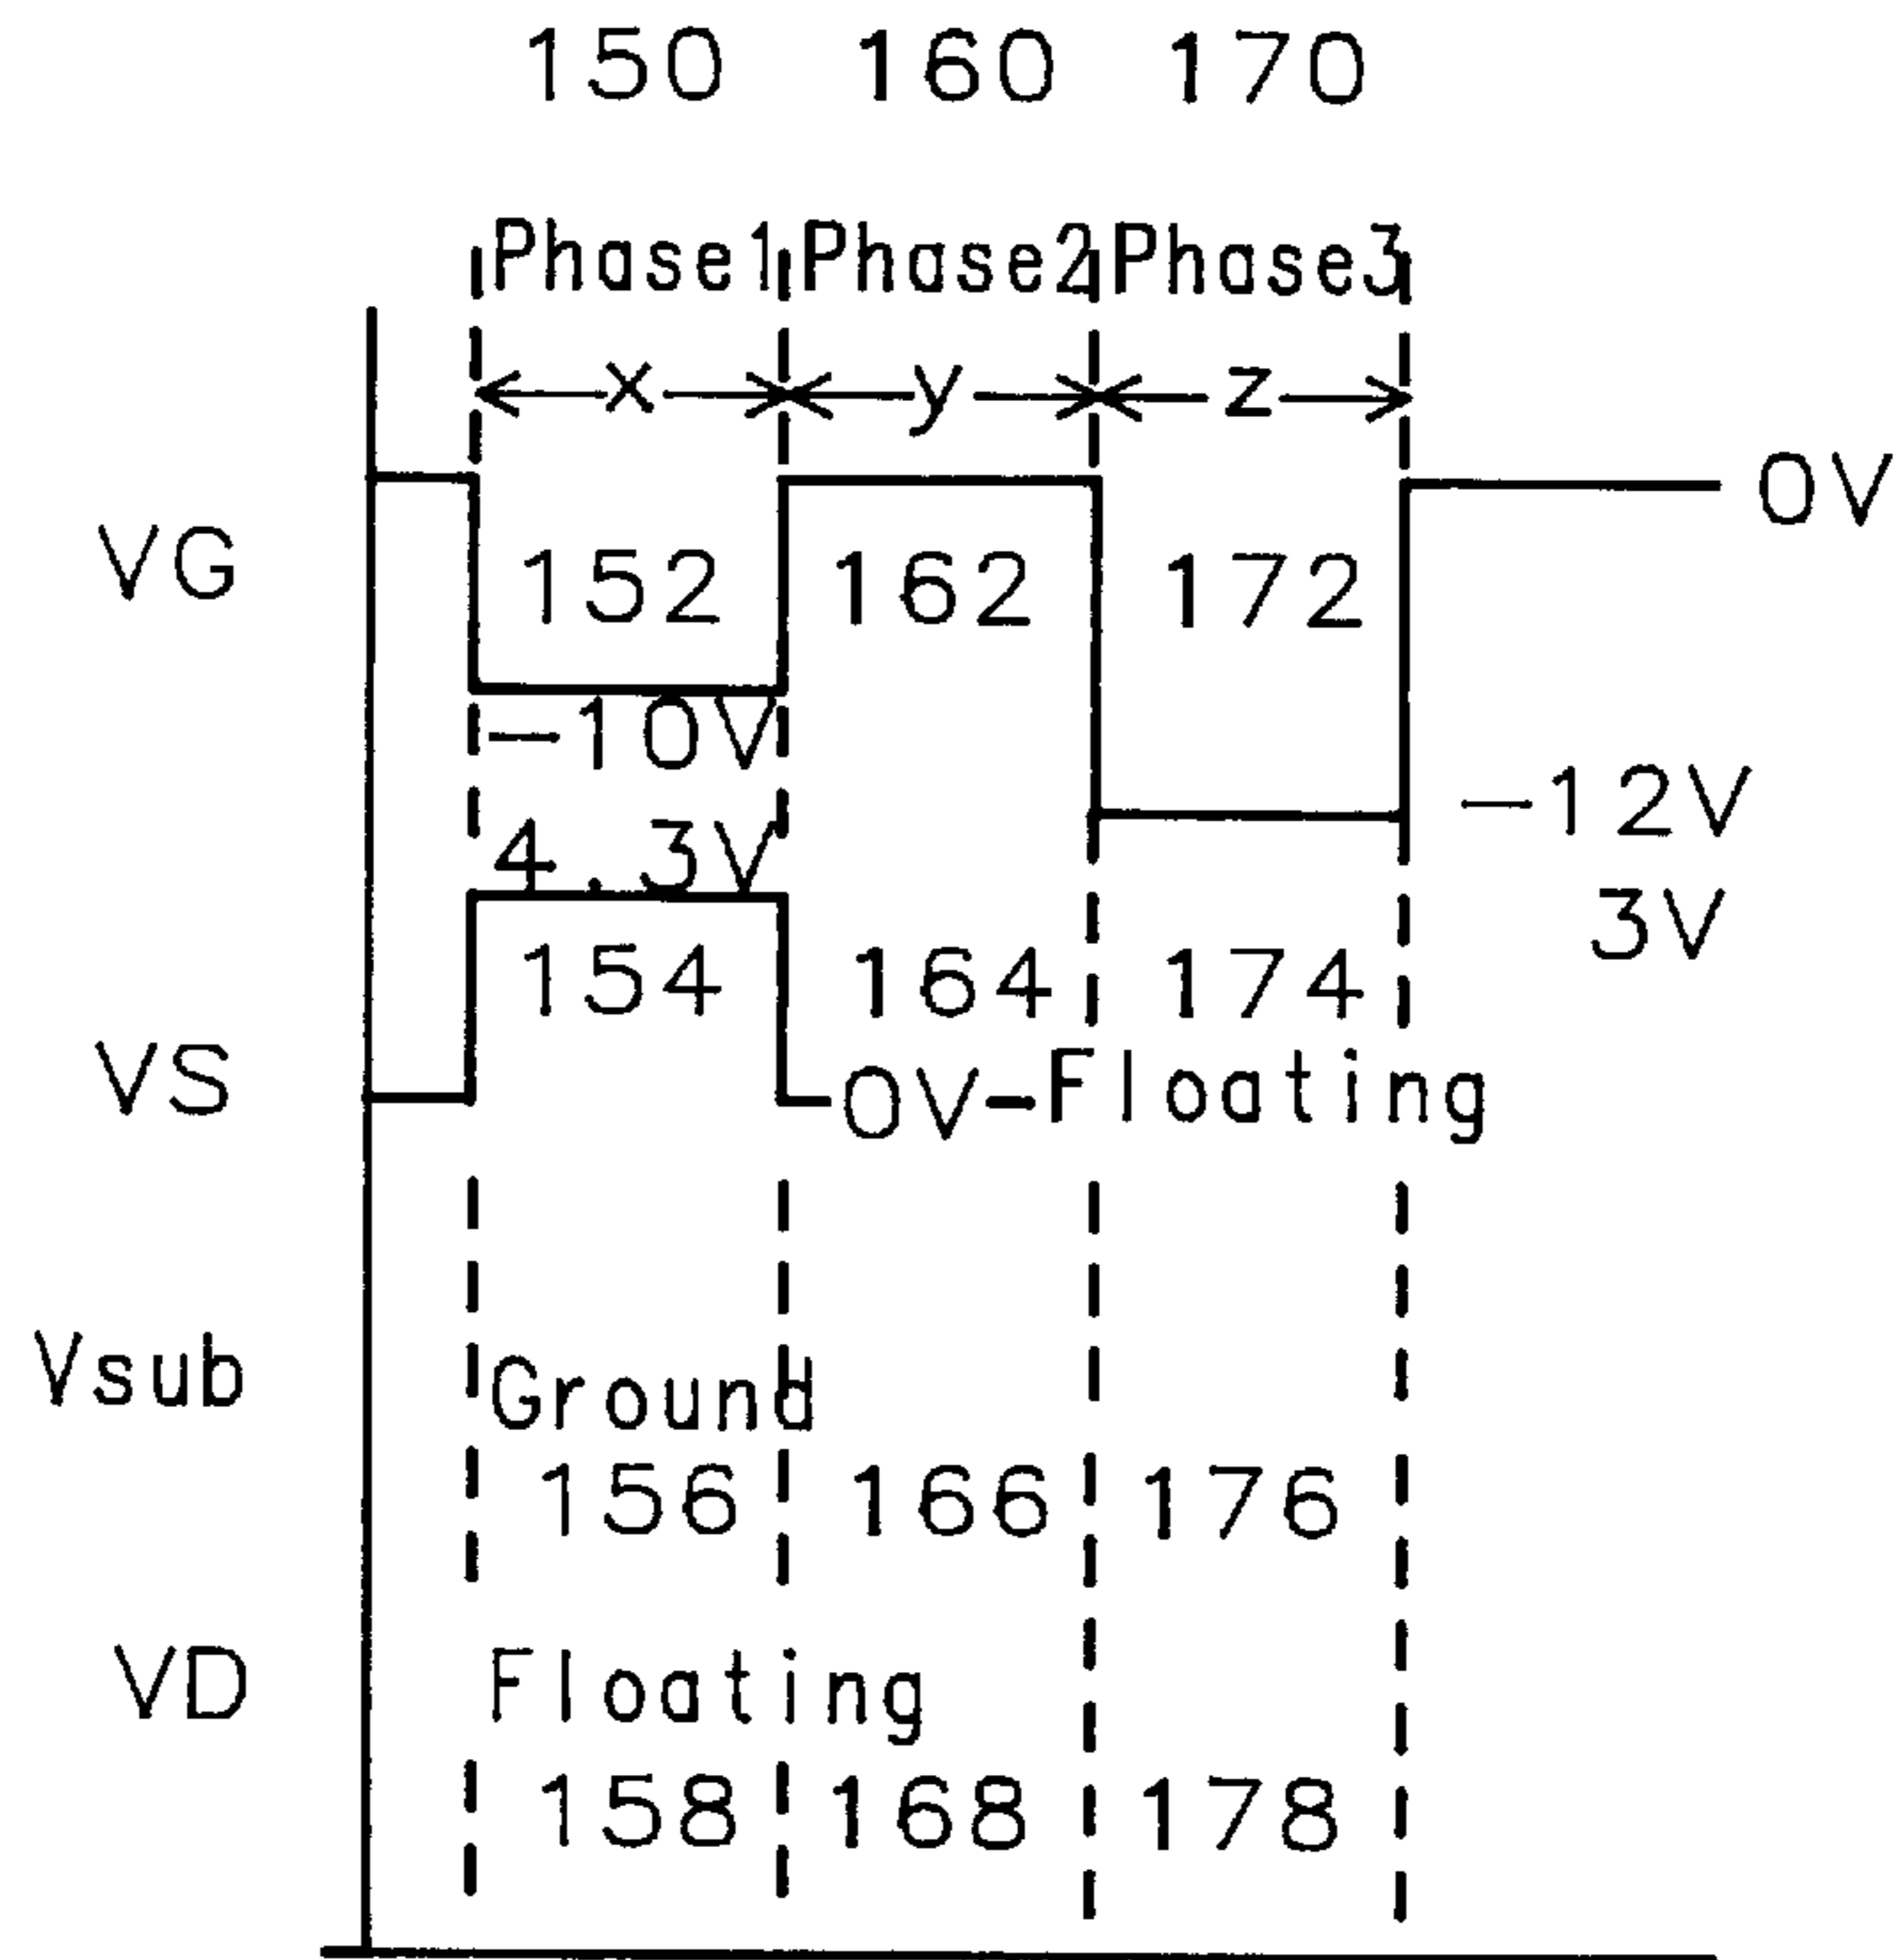 150 160 170
Phase1 Phase2 Phase3
x y z
0V
VG 152 162 172
-10V
-12V
4.3V
3V
154 164 174
VS 0V-Floating
Vsub Ground
156 166 176
VD Floating
158 168 178